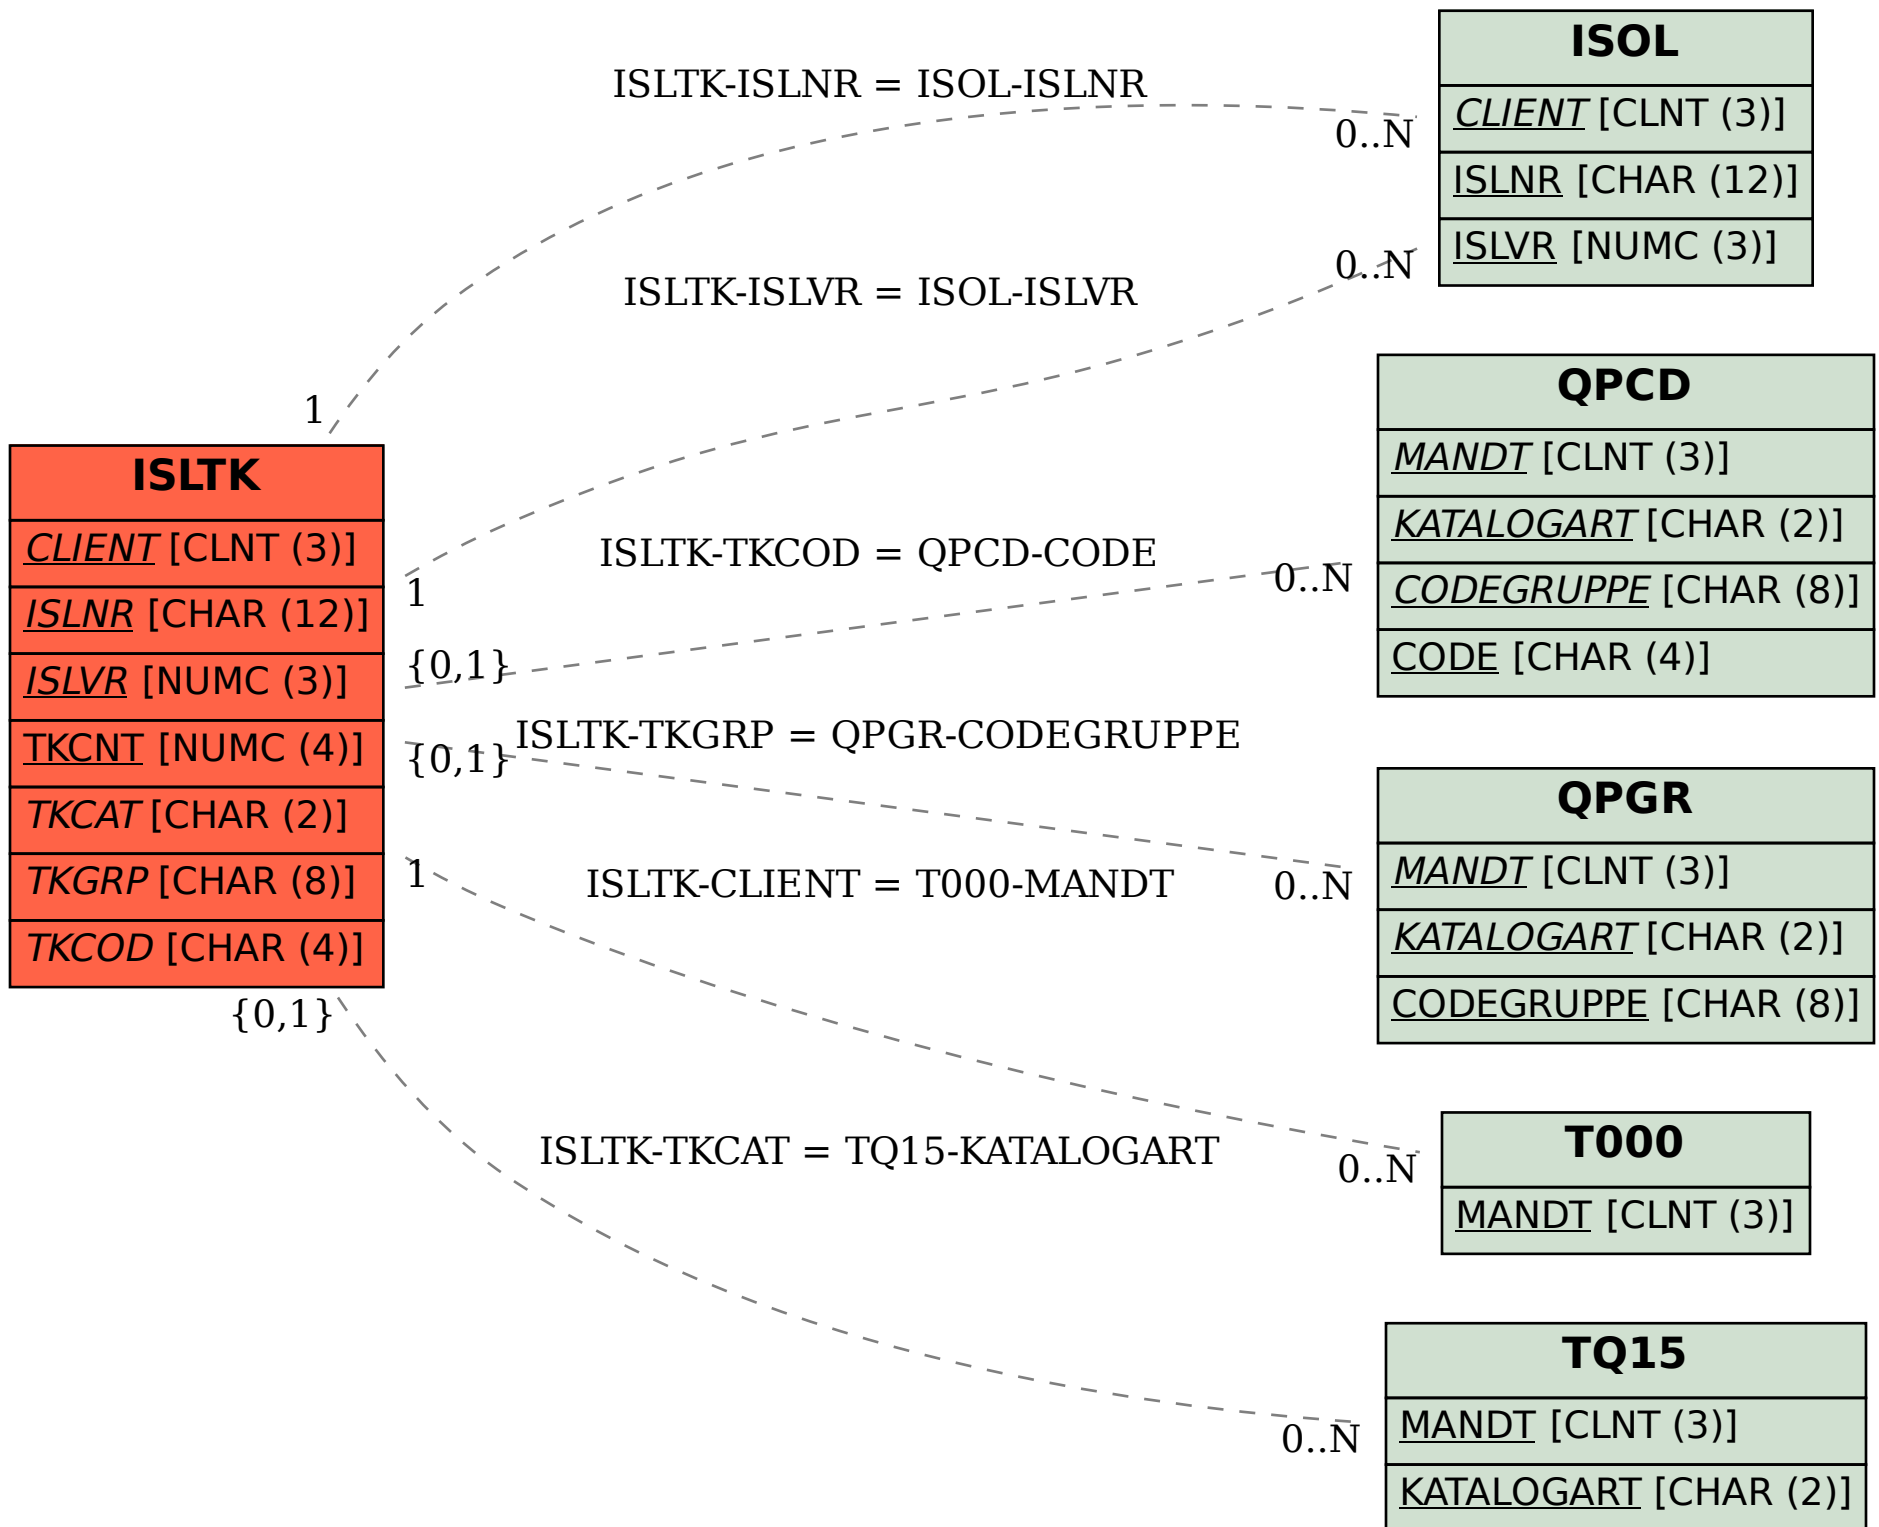 ISLTK
CLIENT [CLNT (3)]
ISLNR [CHAR (12)]
ISLVR [NUMC (3)]
TKCNT [NUMC (4)]
TKCAT [CHAR (2)]
TKGRP [CHAR (8)]
TKCOD [CHAR (4)]
ISLTK-ISLNR = ISOL-ISLNR
0..N
1
ISLTK-ISLVR = ISOL-ISLVR
0..N
1
ISLTK-TKCOD = QPCD-CODE
0..N
{0,1}
ISLTK-TKGRP = QPGR-CODEGRUPPE
{0,1}
0..N
ISLTK-CLIENT = T000-MANDT
1
0..N
ISLTK-TKCAT = TQ15-KATALOGART
{0,1}
0..N
ISOL
CLIENT [CLNT (3)]
ISLNR [CHAR (12)]
ISLVR [NUMC (3)]
QPCD
MANDT [CLNT (3)]
KATALOGART [CHAR (2)]
CODEGRUPPE [CHAR (8)]
CODE [CHAR (4)]
QPGR
MANDT [CLNT (3)]
KATALOGART [CHAR (2)]
CODEGRUPPE [CHAR (8)]
T000
MANDT [CLNT (3)]
TQ15
MANDT [CLNT (3)]
KATALOGART [CHAR (2)]